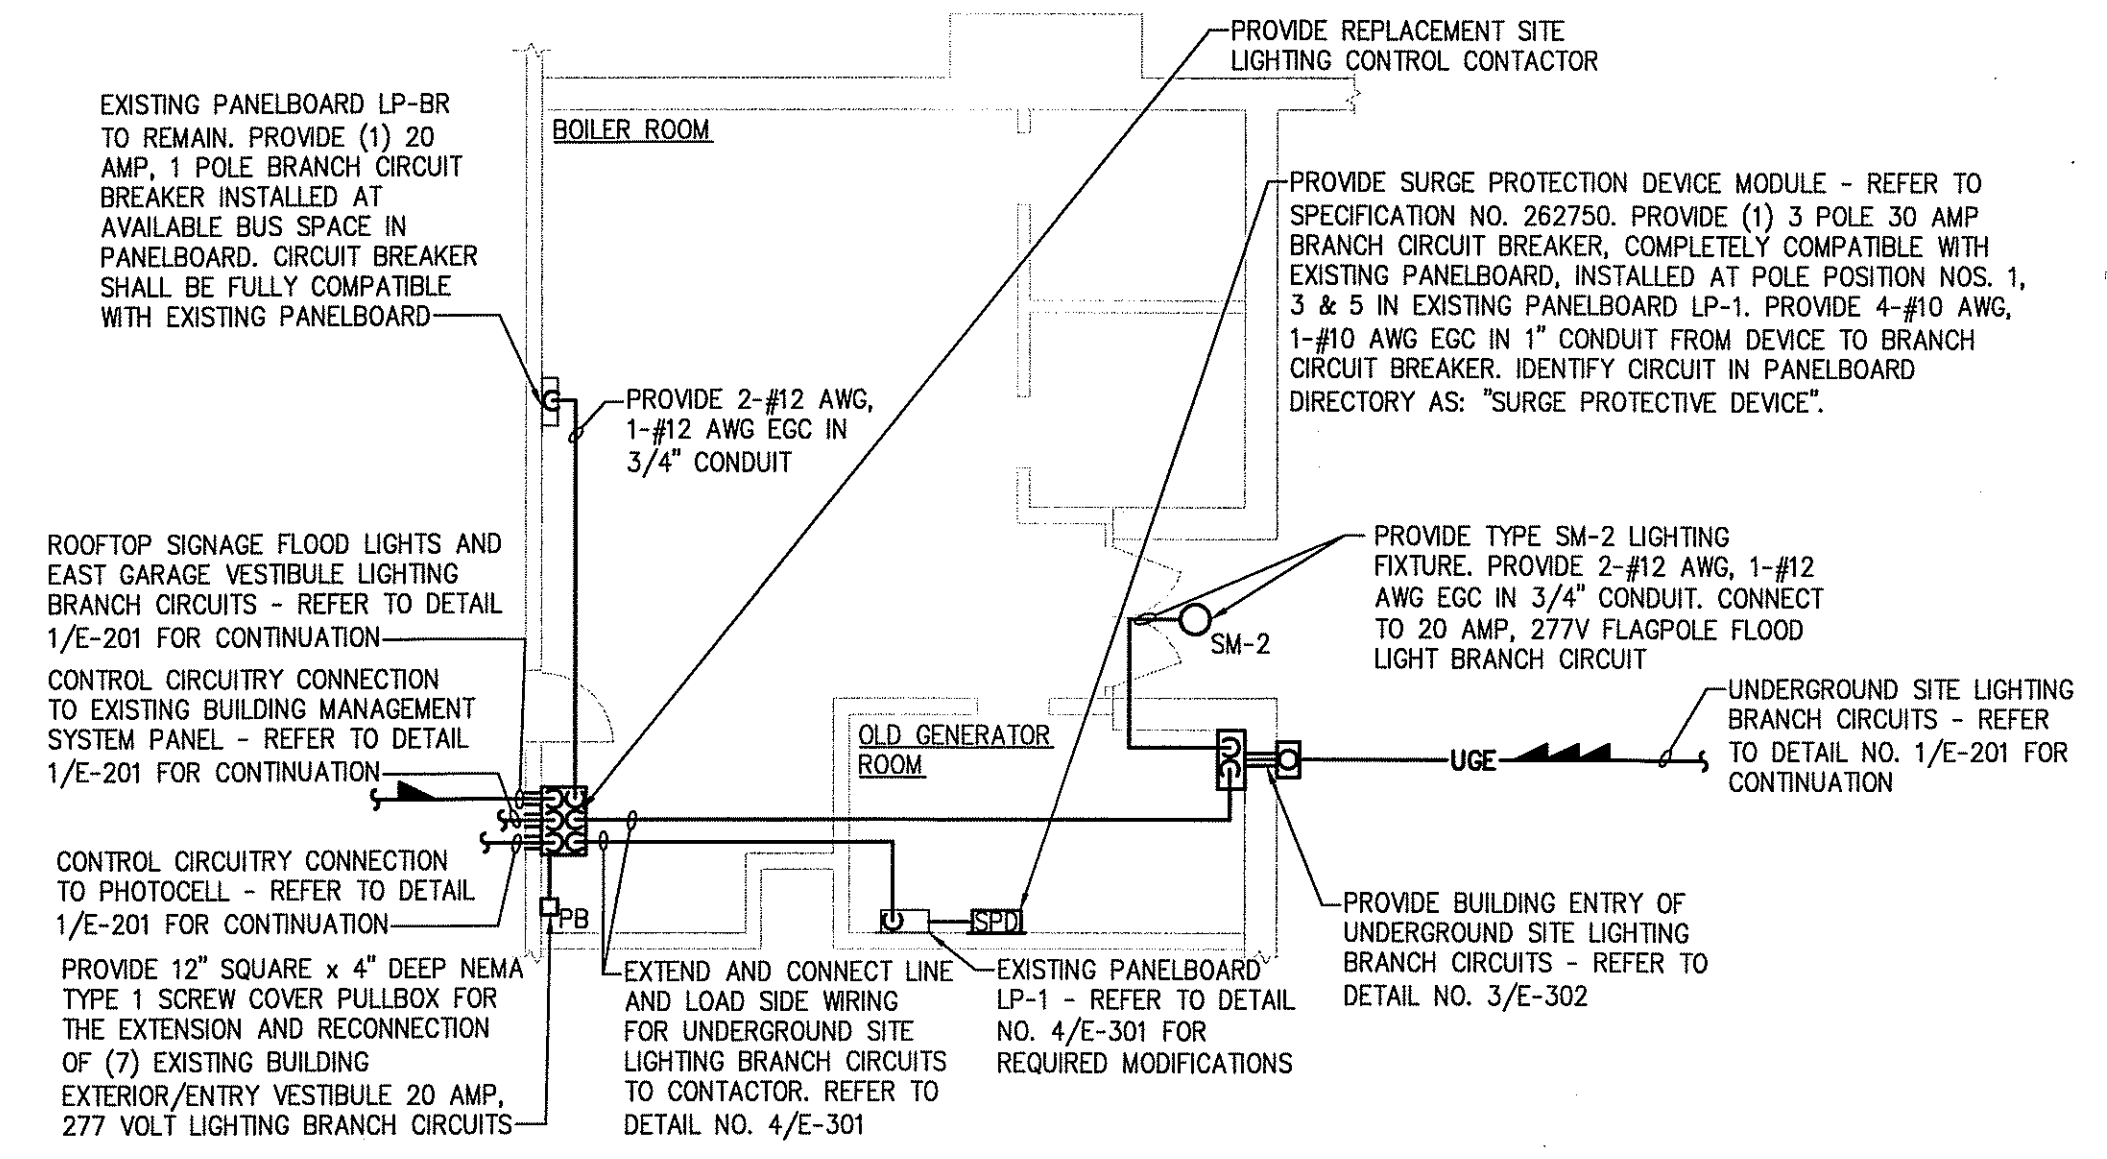 PROVIDE REPLACEMENT SITE
LIGHTING CONTROL CONTACTOR
EXISTING PANELBOARD LP-BR
TO REMAIN. PROVIDE (1) 20
AMP, 1 POLE BRANCH CIRCUIT
BREAKER INSTALLED AT
AVAILABLE BUS SPACE IN
PANELBOARD. CIRCUIT BREAKER
SHALL BE FULLY COMPATIBLE
WITH EXISTING PANELBOARD
BOILER ROOM
PROVIDE SURGE PROTECTION DEVICE MODULE - REFER TO
SPECIFICATION NO. 262750. PROVIDE (1) 3 POLE 30 AMP
BRANCH CIRCUIT BREAKER, COMPLETELY COMPATIBLE WITH
EXISTING PANELBOARD, INSTALLED AT POLE POSITION NOS. 1,
3 & 5 IN EXISTING PANELBOARD LP-1. PROVIDE 4-#10 AWG,
1-#10 AWG EGC IN 1" CONDUIT FROM DEVICE TO BRANCH
CIRCUIT BREAKER. IDENTIFY CIRCUIT IN PANELBOARD
DIRECTORY AS: "SURGE PROTECTIVE DEVICE".
PROVIDE 2-#12 AWG,
1-#12 AWG EGC IN
3/4" CONDUIT
ROOFTOP SIGNAGE FLOOD LIGHTS AND
EAST GARAGE VESTIBULE LIGHTING
BRANCH CIRCUITS - REFER TO DETAIL
1/E-201 FOR CONTINUATION
PROVIDE TYPE SM-2 LIGHTING
FIXTURE. PROVIDE 2-#12 AWG, 1-#12
AWG EGC IN 3/4" CONDUIT. CONNECT
TO 20 AMP, 277V FLAGPOLE FLOOD
LIGHT BRANCH CIRCUIT
SM-2
CONTROL CIRCUITRY CONNECTION
TO EXISTING BUILDING MANAGEMENT
SYSTEM PANEL - REFER TO DETAIL
1/E-201 FOR CONTINUATION
OLD GENERATOR
ROOM
UGE
UNDERGROUND SITE LIGHTING
BRANCH CIRCUITS - REFER
TO DETAIL NO. 1/E-201 FOR
CONTINUATION
CONTROL CIRCUITRY CONNECTION
TO PHOTOCELL - REFER TO DETAIL
1/E-201 FOR CONTINUATION
PB
SPD
PROVIDE BUILDING ENTRY OF
UNDERGROUND SITE LIGHTING
BRANCH CIRCUITS - REFER TO
DETAIL NO. 3/E-302
PROVIDE 12" SQUARE x 4" DEEP NEMA
TYPE 1 SCREW COVER PULLBOX FOR
THE EXTENSION AND RECONNECTION
OF (7) EXISTING BUILDING
EXTERIOR/ENTRY VESTIBULE 20 AMP,
277 VOLT LIGHTING BRANCH CIRCUITS
EXTEND AND CONNECT LINE
AND LOAD SIDE WIRING
FOR UNDERGROUND SITE
LIGHTING BRANCH CIRCUITS
TO CONTACTOR. REFER TO
DETAIL NO. 4/E-301
EXISTING PANELBOARD
LP-1 - REFER TO DETAIL
NO. 4/E-301 FOR
REQUIRED MODIFICATIONS